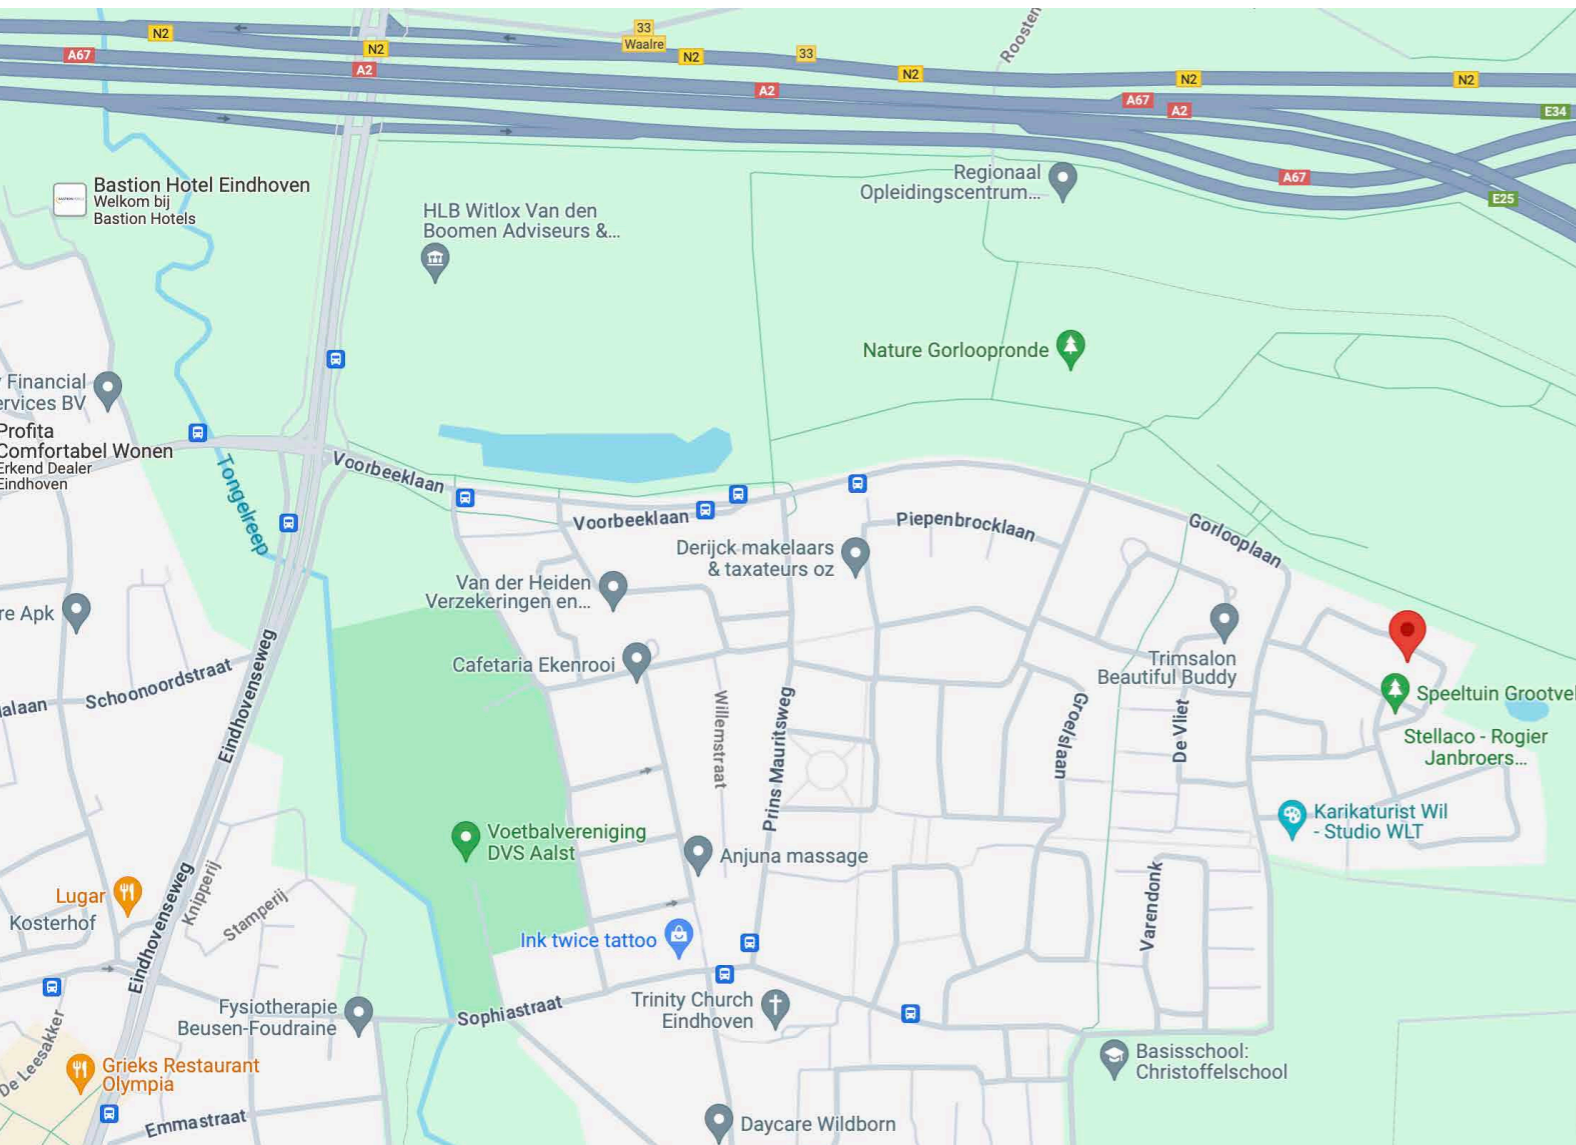 33
Waalre
N2
N2
N2
33
N2
N2
N2
A67
A2
A2
A67
A2
E34
A67
E25
Roosten
Bastion Hotel Eindhoven
Welkom bij
Bastion Hotels
HLB Witlox Van den
Boomen Adviseurs &...
Regionaal
Opleidingscentrum...
Nature Gorloopronde
Financial
ervices BV
Profita
Comfortabel Wonen
Erkend Dealer
Eindhoven
Tongelreep
Voorbeeklaan
Voorbeeklaan
Piepenbrocklaan
Gorlooplaan
Derijck makelaars
& taxateurs oz
Van der Heiden
Verzekeringen en...
re Apk
Cafetaria Ekenrooi
Trimsalon
Beautiful Buddy
Schoonoordstraat
alaan
Eindhovenseweg
Willemstraat
Prins Mauritsweg
Groelslaan
De Vliet
Speeltuin Grootvel
Stellaco - Rogier
Janbroers...
Karikaturist Wil
- Studio WLT
Voetbalvereniging
DVS Aalst
Anjuna massage
Lugar
Kosterhof
Knipperij
Stamperij
Eindhovenseweg
Ink twice tattoo
Varendonk
Sophiastraat
Trinity Church
Eindhoven
Fysiotherapie
Beusen-Foudraine
De Leesakker
Grieks Restaurant
Olympia
Basisschool:
Christoffelschool
Emmastraat
Daycare Wildborn